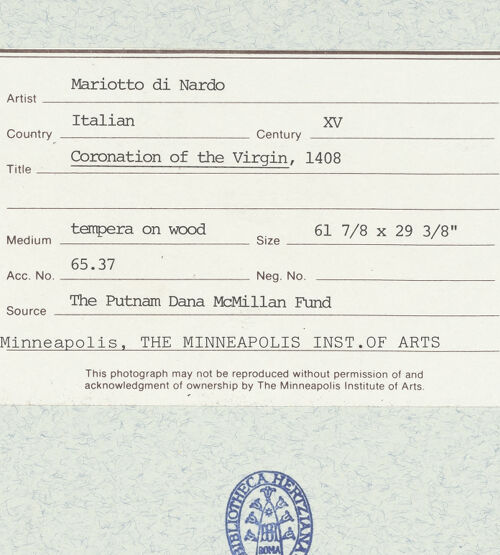 Artist Mariotto di Nardo
Country Italian Century XV
Title Coronation of the Virgin, 1408
Medium tempera on wood Size 61 7/8 x 29 3/8"
Acc. No. 65.37 Neg. No.
Source The Putnam Dana McMillan Fund
Minneapolis, THE MINNEAPOLIS INST.OF ARTS
This photograph may not be reproduced without permission of and
acknowledgment of ownership by The Minneapolis Institute of Arts.
BIBLIOTHECA HERTZIANA
BH
ROMA